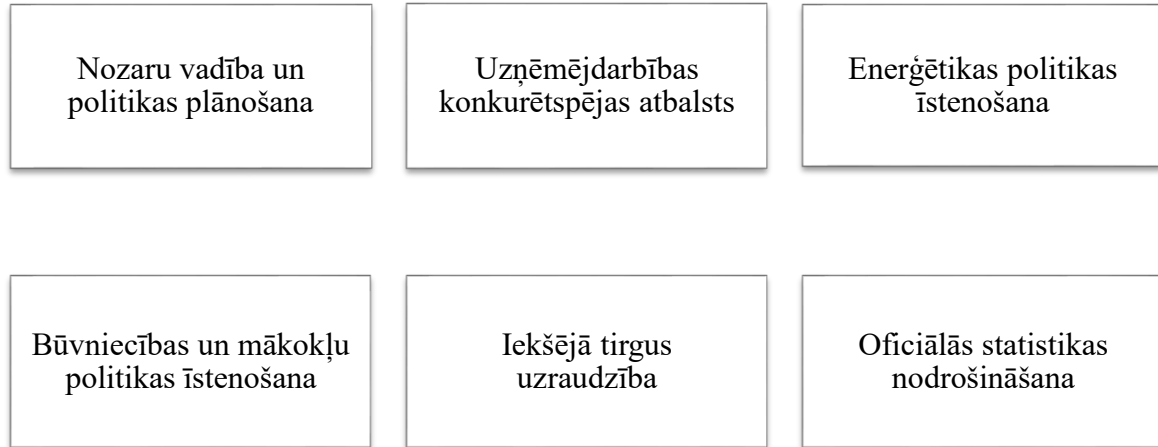 Nozaru vadība un
politikas plānošana
Uzņēmējdarbības
konkurētspējas atbalsts
Enerģētikas politikas
īstenošana
Būvniecības un mākokļu
politikas īstenošana
Iekšējā tirgus
uzraudzība
Oficiālās statistikas
nodrošināšana